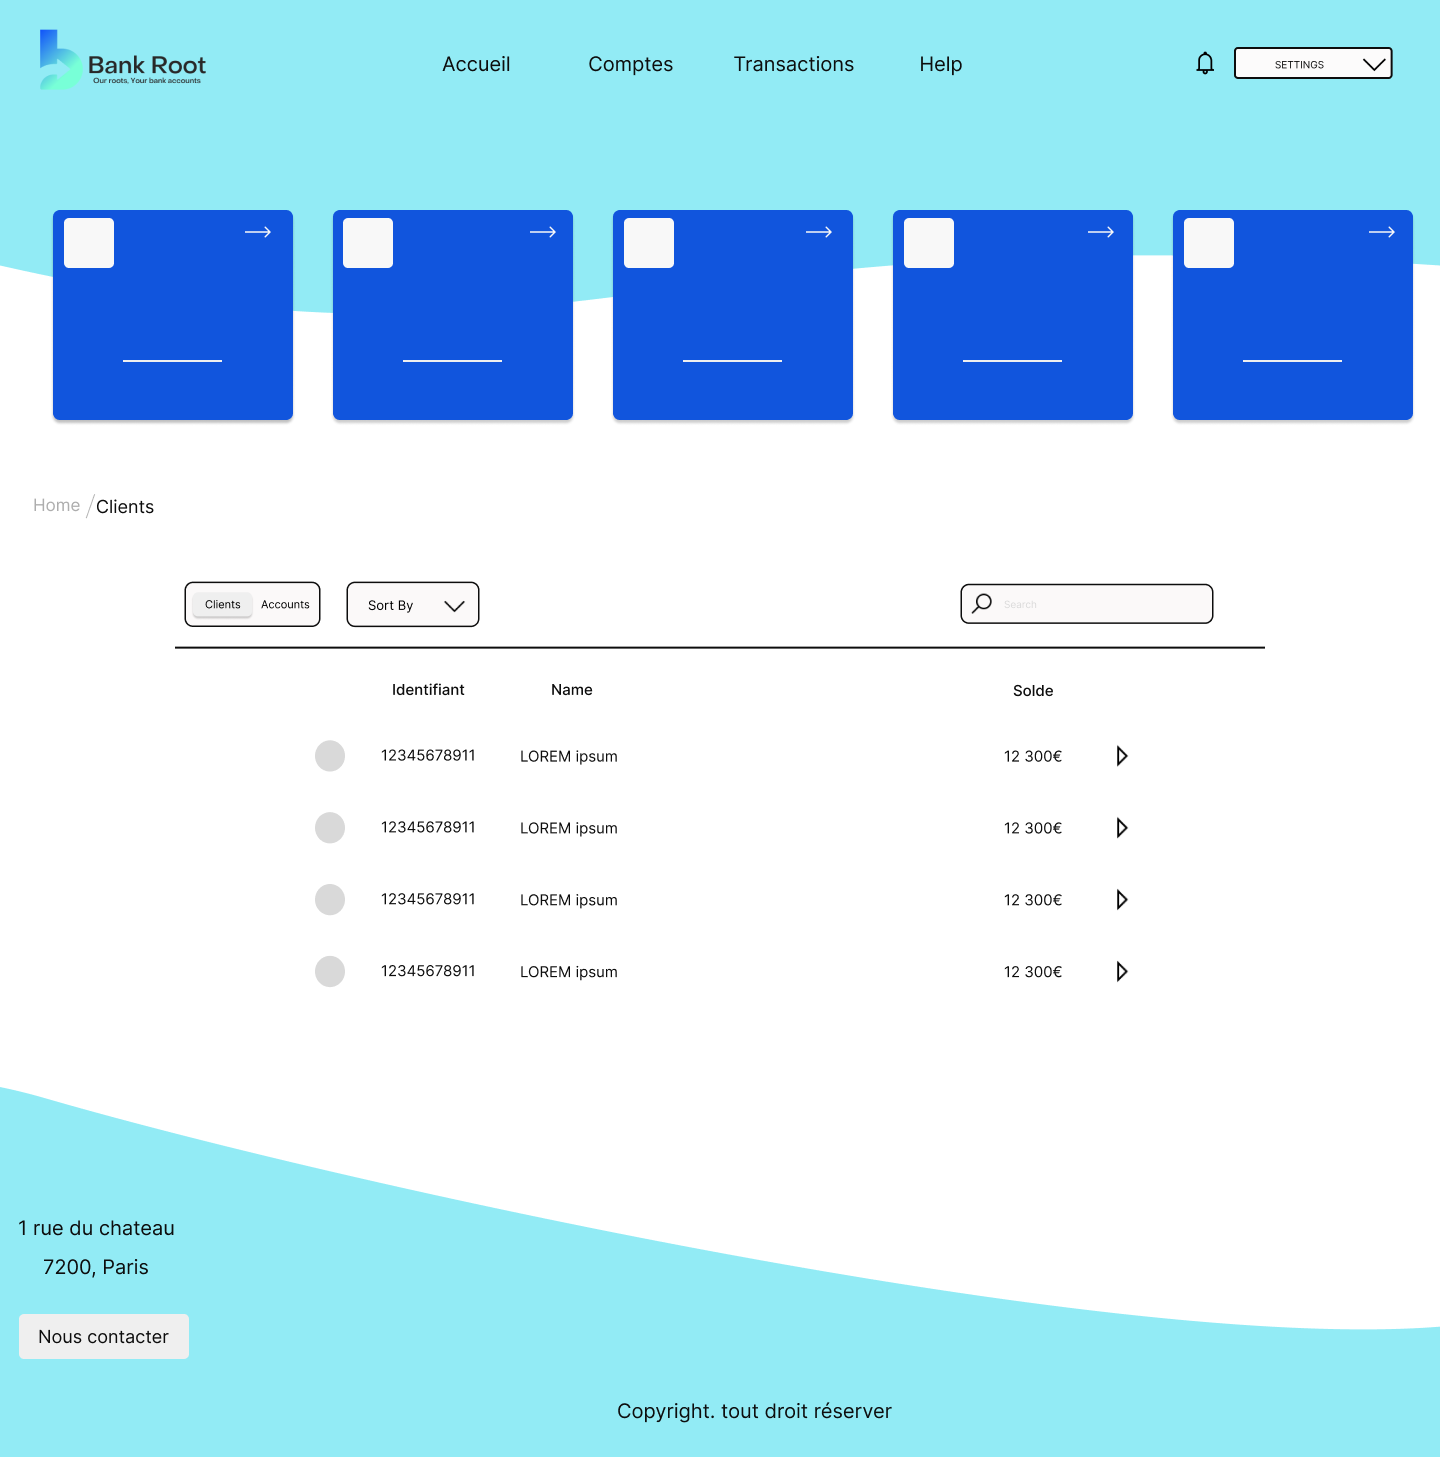 Bank Root
Our roots, Your bank accounts
Accueil
Comptes
Transactions
Help
SETTINGS
Home /Clients
Clients
Accounts
Sort By
Search
Identifiant Name Solde
12345678911 LOREM ipsum 12 300€
12345678911 LOREM ipsum 12 300€
12345678911 LOREM ipsum 12 300€
12345678911 LOREM ipsum 12 300€
1 rue du chateau
7200, Paris
Nous contacter
Copyright. tout droit réserver